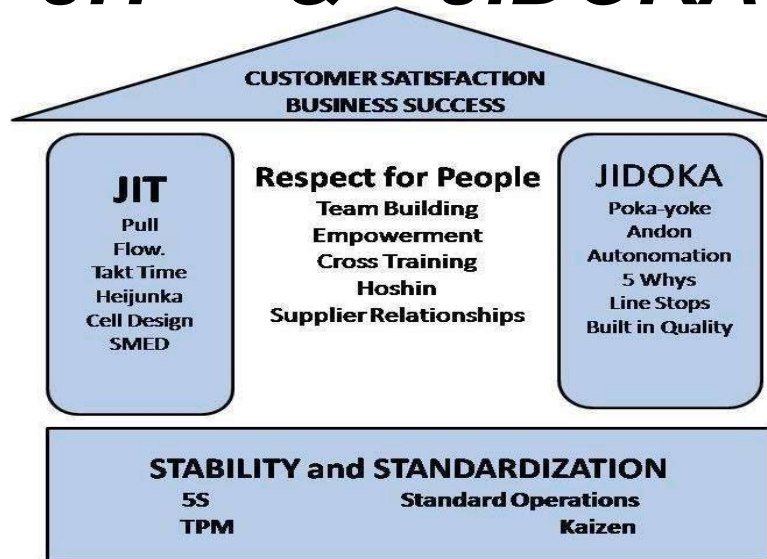 JIT & JIDOKA
CUSTOMER SATISFACTION
BUSINESS SUCCESS
JIT
Pull
Flow.
Takt Time
Heijunka
Cell Design
SMED
Respect for People
Team Building
Empowerment
Cross Training
Hoshin
Supplier Relationships
JIDOKA
Poka-yoke
Andon
Autonomation
5 Whys
Line Stops
Built in Quality
STABILITY and STANDARDIZATION
5S Standard Operations
TPM Kaizen